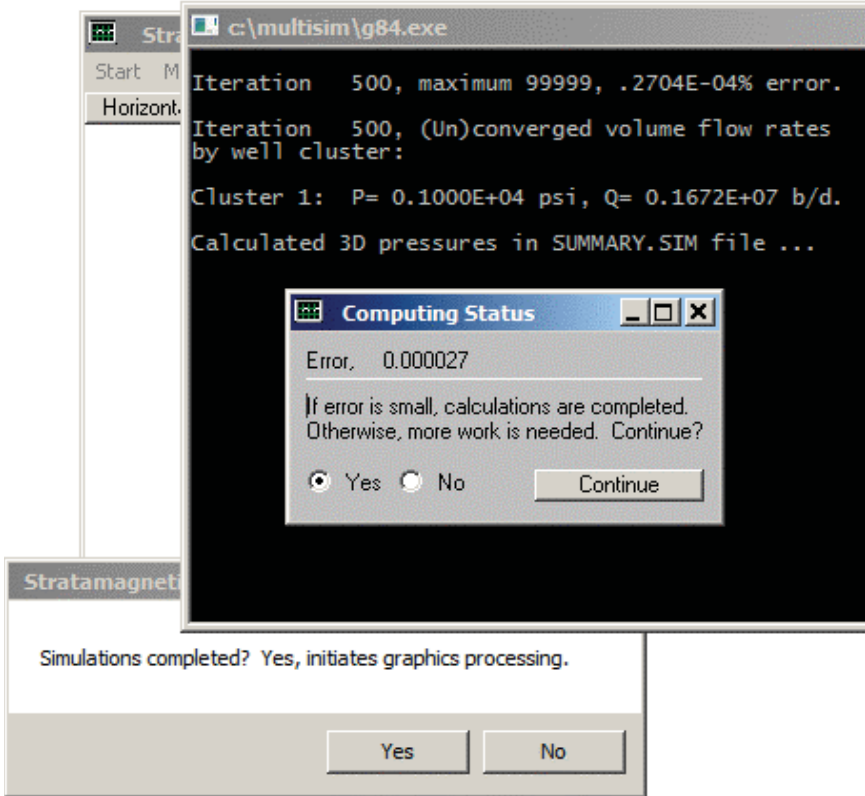 c:\multisim\g84.exe
Start
Iteration 500, maximum 99999, .2704E-04% error.
Iteration 500, (Un)converged volume flow rates
by well cluster:
Cluster 1: P= 0.1000E+04 psi, Q= 0.1672E+07 b/d.
Calculated 3D pressures in SUMMARY.SIM file ...
Computing Status
Error, 0.000027
If error is small, calculations are completed.
Otherwise, more work is needed. Continue?
Yes No Continue
Simulations completed? Yes, initiates graphics processing.
Yes No